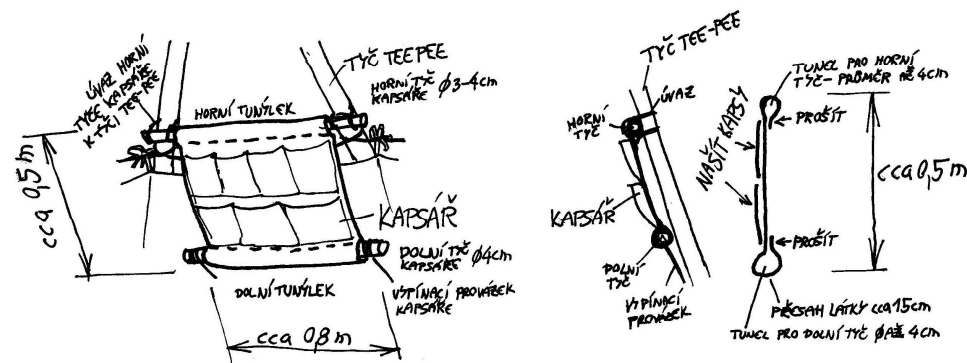 ÚVAZ HORNÍ
TYČE KAPSÁŘE
K TYČI TEE-PEE
TYČ TEEPEE
HORNÍ TYČ Ø3-4cm
KAPSÁŘE
HORNÍ TUNÝLEK
cca 0,5 m
KAPSÁŘ
DOLNÍ TYČ Ø4cm
KAPSÁŘE
VYPÍNACÍ PROVÁZEK
KAPSÁŘE
DOLNÍ TUNÝLEK
cca 0,8 m
TYČ TEE-PEE
ÚVAZ
HORNÍ
TYČ
KAPSÁŘ
DOLNÍ
TYČ
VYPÍNACÍ
PROVÁZEK
TUNEL PRO HORNÍ
TYČ - PRŮMĚR AŽ 4cm
PROŠÍT
NAŠÍT KAPSY
cca 0,5 m
PROŠÍT
PŘESAH LÁTKY cca 15cm
TUNEL PRO DOLNÍ TYČ Ø AŽ 4cm